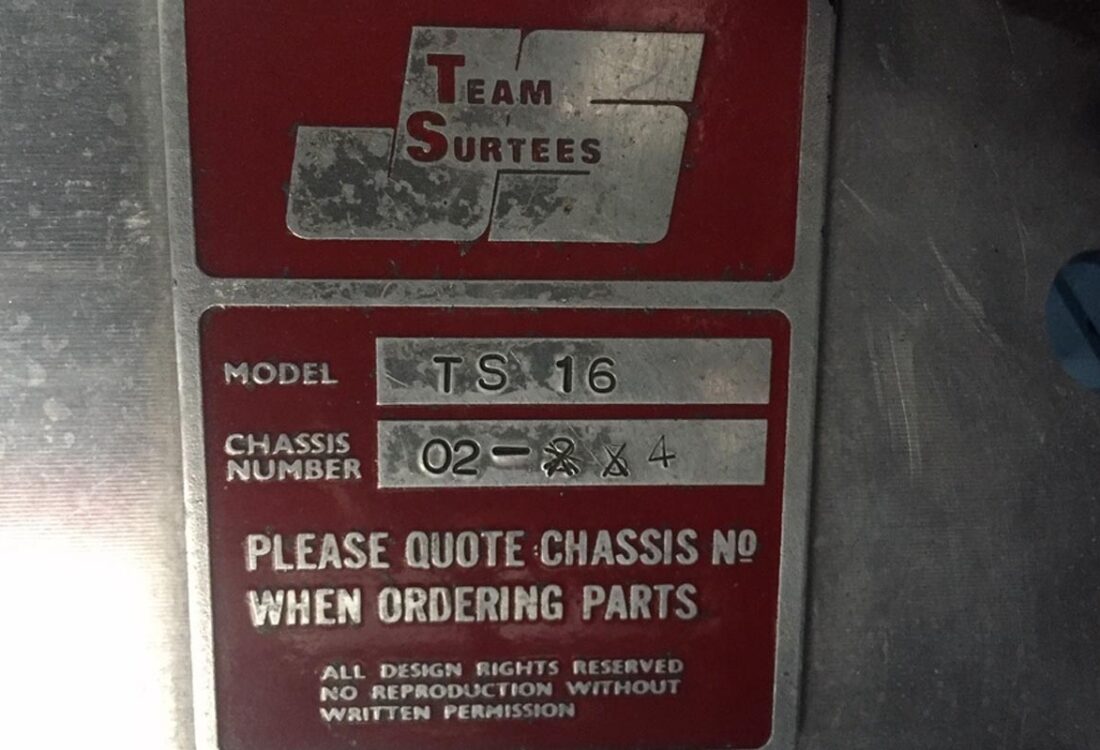 TEAM
SURTEES
MODEL TS 16
CHASSIS
NUMBER 02-2 4
PLEASE QUOTE CHASSIS Nº
WHEN ORDERING PARTS
ALL DESIGN RIGHTS RESERVED
NO REPRODUCTION WITHOUT
WRITTEN PERMISSION